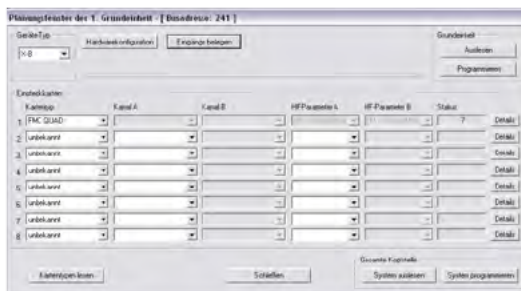 Planungsfenster der 1. Grundeinheit - [ Busadresse: 241 ]
GeräteTyp
Hardwarekonfiguration
Eingänge belegen
Grundeinheit
X-8
Auslesen
Programmieren
Einsteckkarten
Kartentyp Kanal A Kanal B HF-Parameter A HF-Parameter B Status
1 FMC QUAD ? Details
2 unbekannt Details
3 unbekannt Details
4 unbekannt Details
5 unbekannt Details
6 unbekannt Details
7 unbekannt Details
8 unbekannt Details
Gesamte Kopfstelle
Kartentypen lesen Schließen System auslesen System programmieren